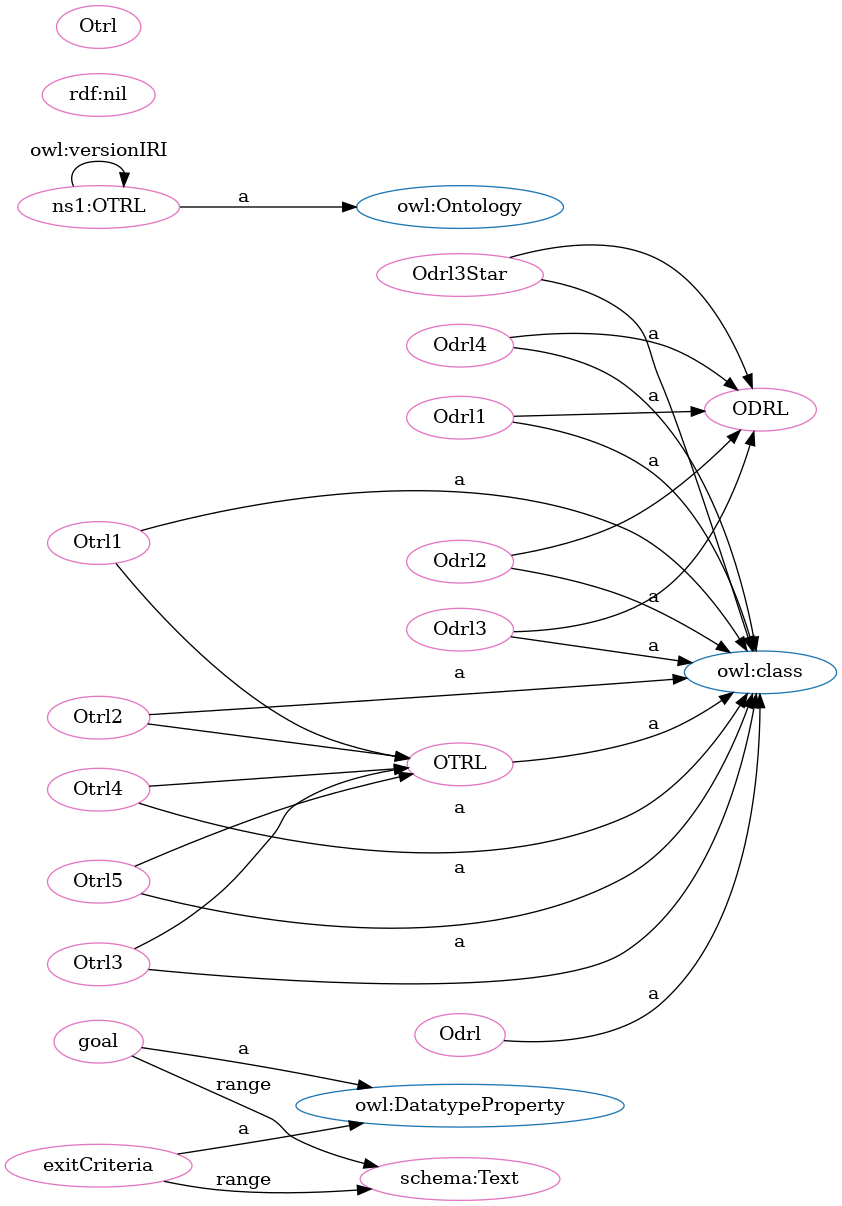 Otrl
rdf:nil
owl:versionIRI
ns1:OTRL
a
owl:Ontology
Odrl3Star
a
Odrl4
a
ODRL
Odrl1
a
a
Otrl1
Odrl2
a
Odrl3
a
owl:class
a
Otrl2
a
OTRL
Otrl4
a
a
Otrl5
a
Otrl3
a
goal
Odrl
a
range
owl:DatatypeProperty
a
exitCriteria
range
schema:Text